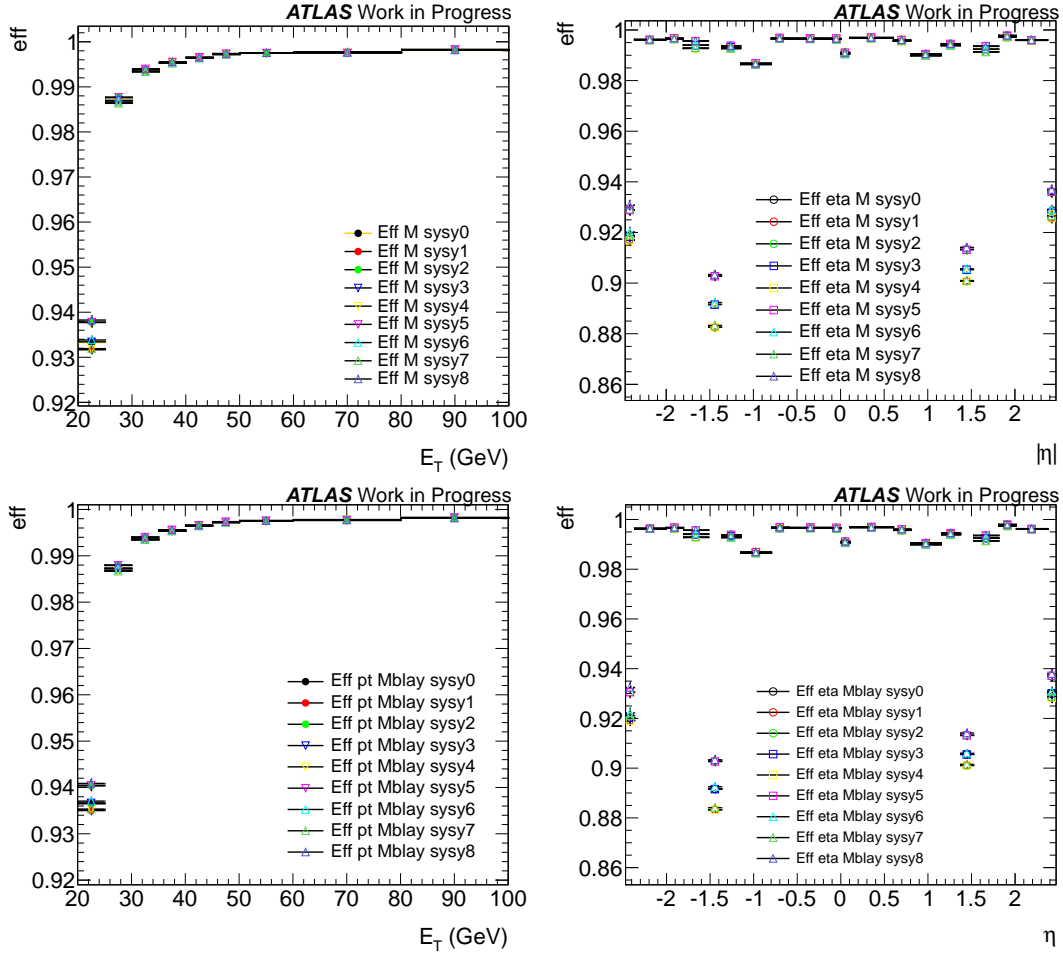 ATLAS Work in Progress
eff
1
0.99
0.98
0.97
0.96
0.95
0.94
0.93
0.92
Eff M sysy0
Eff M sysy1
Eff M sysy2
Eff M sysy3
Eff M sysy4
Eff M sysy5
Eff M sysy6
Eff M sysy7
Eff M sysy8
20 30 40 50 60 70 80 90 100
E_T (GeV)
ATLAS Work in Progress
eff
1
0.98
0.96
0.94
0.92
0.9
0.88
0.86
Eff eta M sysy0
Eff eta M sysy1
Eff eta M sysy2
Eff eta M sysy3
Eff eta M sysy4
Eff eta M sysy5
Eff eta M sysy6
Eff eta M sysy7
Eff eta M sysy8
-2 -1.5 -1 -0.5 0 0.5 1 1.5 2
|η|
ATLAS Work in Progress
eff
1
0.99
0.98
0.97
0.96
0.95
0.94
0.93
0.92
Eff pt Mblay sysy0
Eff pt Mblay sysy1
Eff pt Mblay sysy2
Eff pt Mblay sysy3
Eff pt Mblay sysy4
Eff pt Mblay sysy5
Eff pt Mblay sysy6
Eff pt Mblay sysy7
Eff pt Mblay sysy8
20 30 40 50 60 70 80 90 100
E_T (GeV)
ATLAS Work in Progress
eff
1
0.98
0.96
0.94
0.92
0.9
0.88
0.86
Eff eta Mblay sysy0
Eff eta Mblay sysy1
Eff eta Mblay sysy2
Eff eta Mblay sysy3
Eff eta Mblay sysy4
Eff eta Mblay sysy5
Eff eta Mblay sysy6
Eff eta Mblay sysy7
Eff eta Mblay sysy8
-2 -1.5 -1 -0.5 0 0.5 1 1.5 2
η